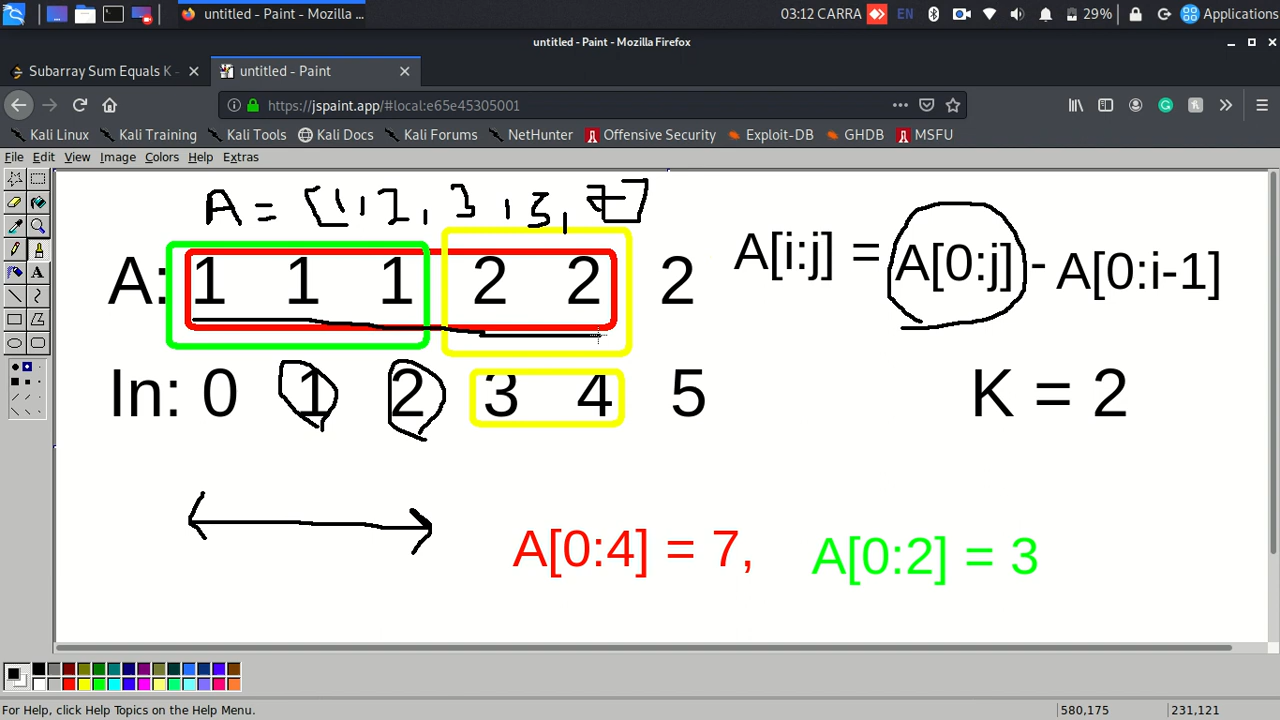 03:12 CARRA EN 29% Applications
untitled - Paint - Mozilla ...
untitled - Paint - Mozilla Firefox
Subarray Sum Equals K -
untitled - Paint
https://jspaint.app/#local:e65e45305001
Kali Linux Kali Training Kali Tools Kali Docs Kali Forums NetHunter Offensive Security Exploit-DB GHDB MSFU
File Edit View Image Colors Help Extras
A = [1, 2, 3, 3,
A: 1 1 1 2 2 2
A[i:j] = A[0:j] - A[0:i-1]
In: 0 1 2 3 4 5
K = 2
A[0:4] = 7, A[0:2] = 3
For Help, click Help Topics on the Help Menu.
580,175 231,121